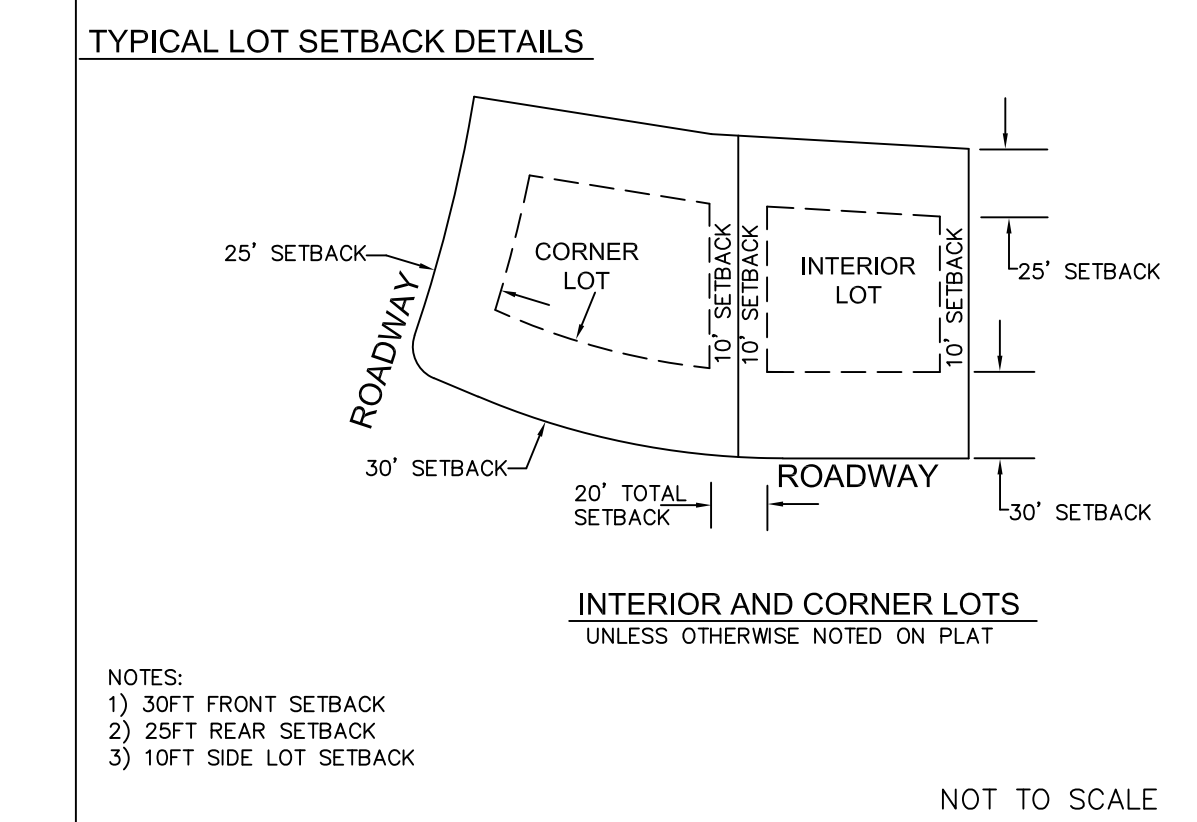 TYPICAL LOT SETBACK DETAILS
25' SETBACK
ROADWAY
CORNER
LOT
10' SETBACK
10' SETBACK
INTERIOR
LOT
10' SETBACK
25' SETBACK
30' SETBACK
20' TOTAL
SETBACK
ROADWAY
30' SETBACK
INTERIOR AND CORNER LOTS
UNLESS OTHERWISE NOTED ON PLAT
NOTES:
1) 30FT FRONT SETBACK
2) 25FT REAR SETBACK
3) 10FT SIDE LOT SETBACK
NOT TO SCALE